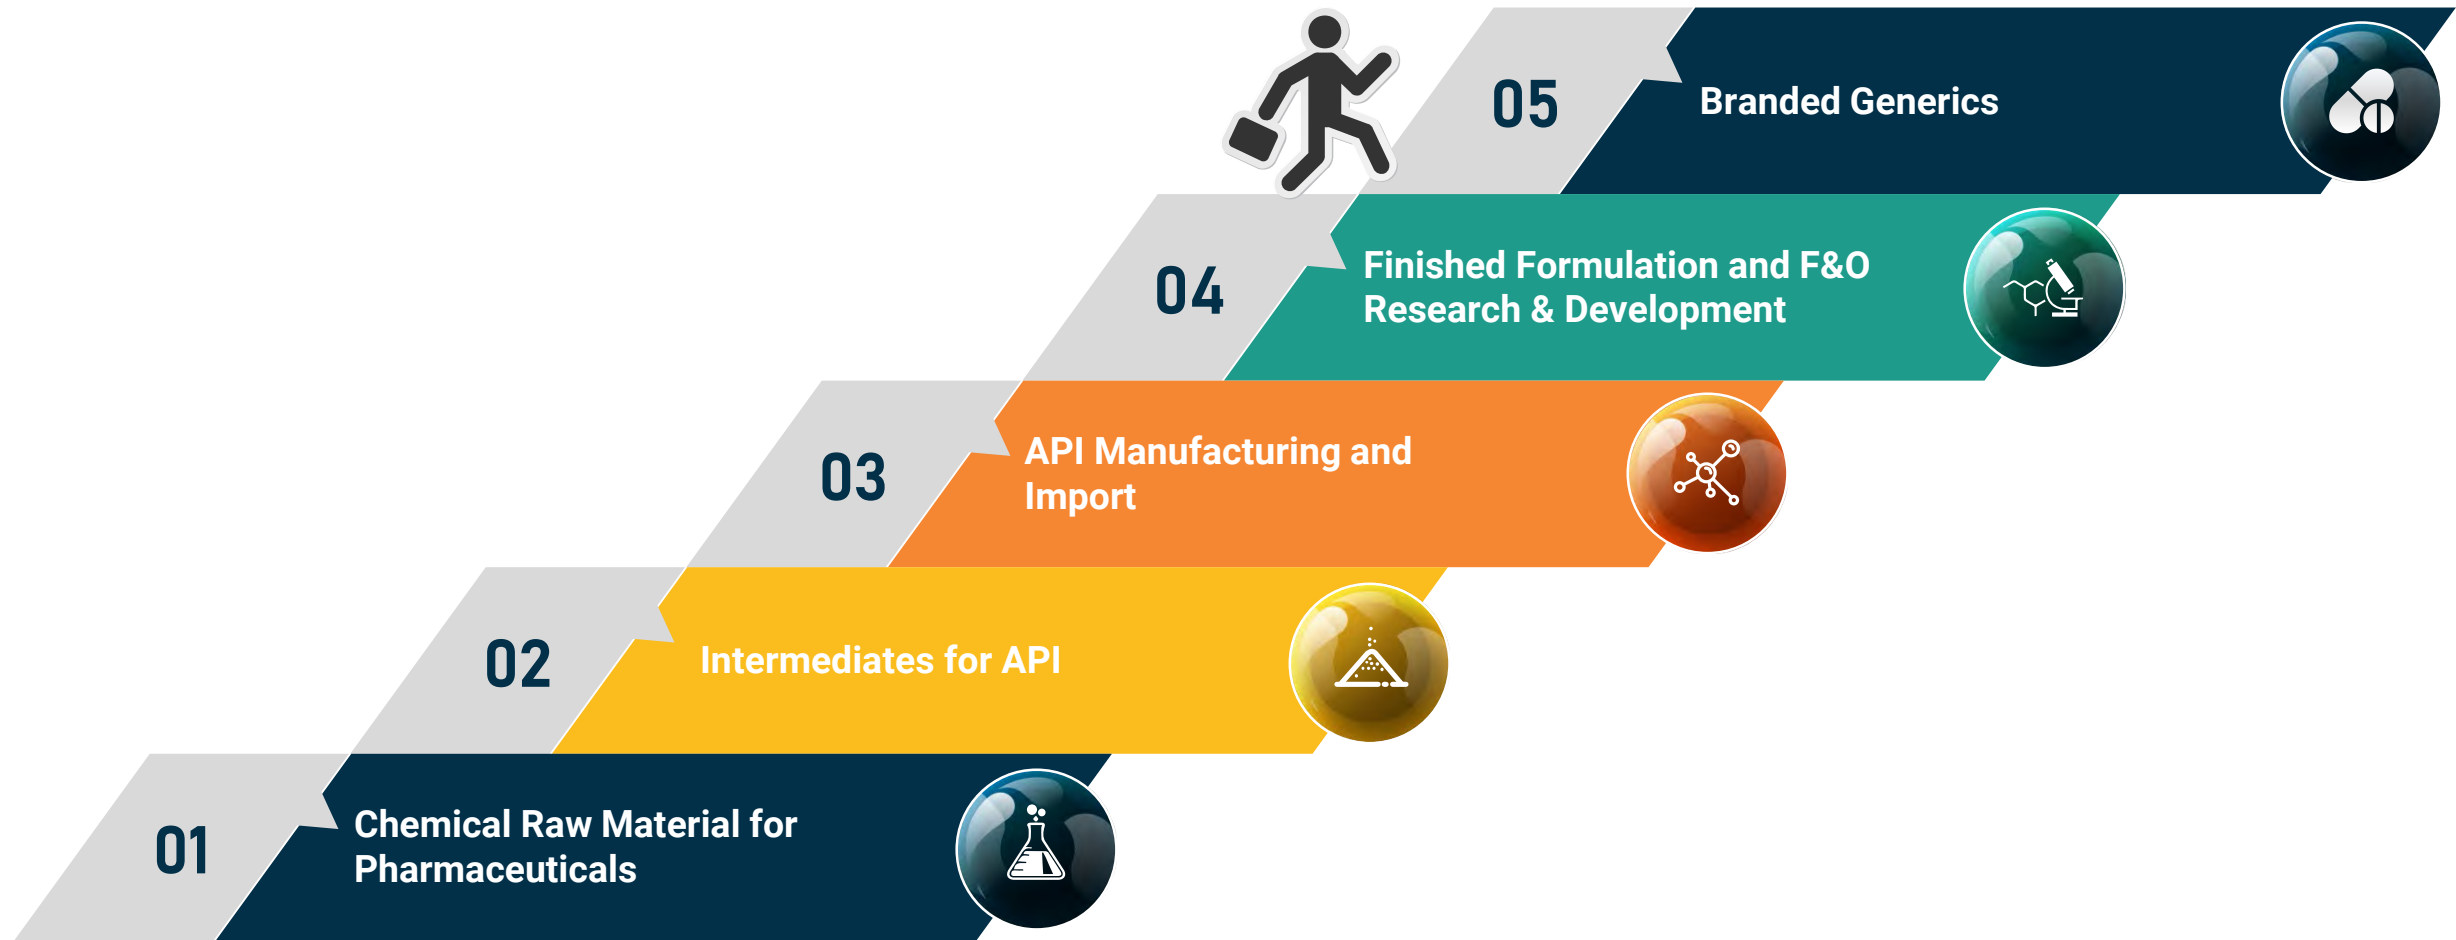 05
Branded Generics
04
Finished Formulation and F&O
Research & Development
03
API Manufacturing and
Import
02
Intermediates for API
01
Chemical Raw Material for
Pharmaceuticals